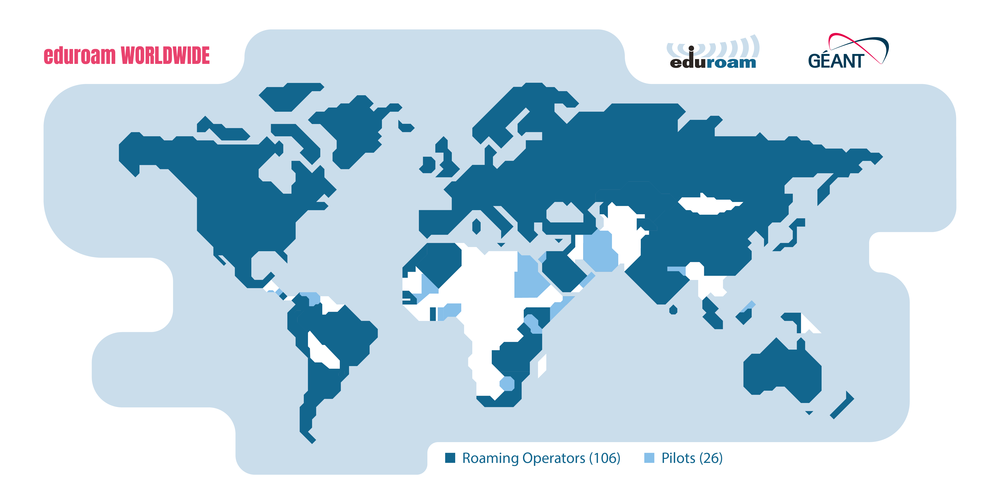 eduroam WORLDWIDE
eduroam
GÉANT
Roaming Operators (106)
Pilots (26)